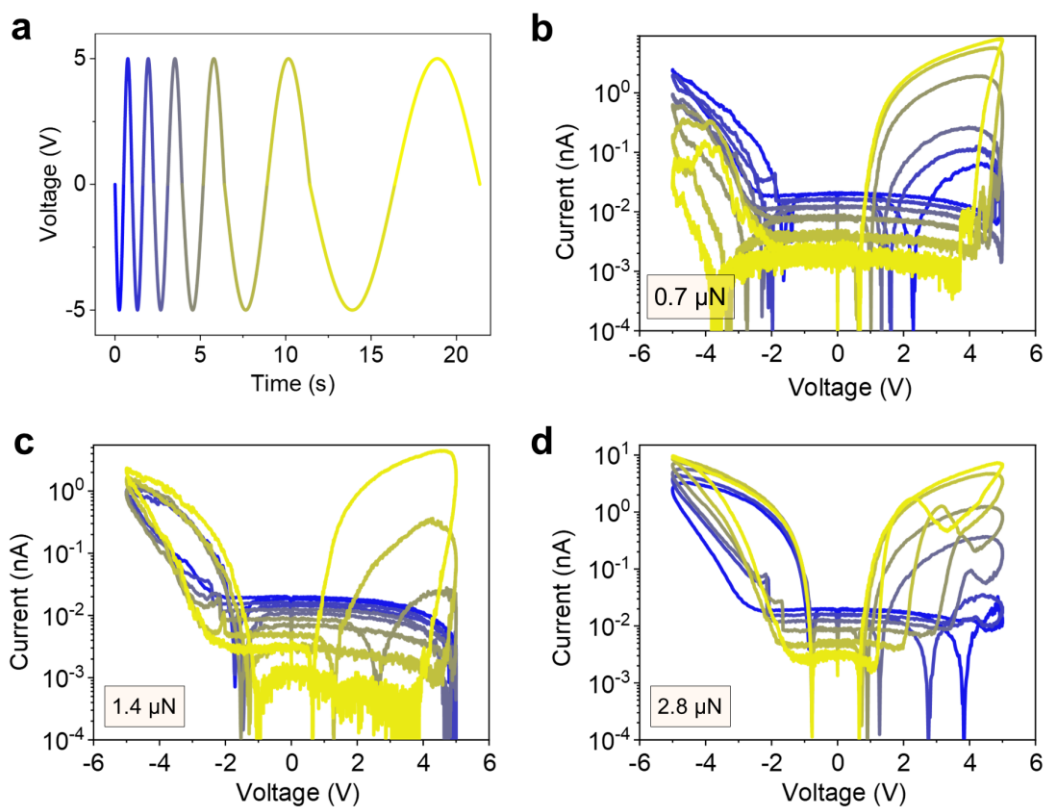 a
5
0
-5
Voltage (V)
0 5 10 15 20
Time (s)
b
10⁰
10⁻¹
10⁻²
10⁻³
10⁻⁴
Current (nA)
0.7 µN
-6 -4 -2 0 2 4 6
Voltage (V)
c
10⁰
10⁻¹
10⁻²
10⁻³
10⁻⁴
Current (nA)
1.4 µN
-6 -4 -2 0 2 4 6
Voltage (V)
d
10¹
10⁰
10⁻¹
10⁻²
10⁻³
10⁻⁴
Current (nA)
2.8 µN
-6 -4 -2 0 2 4 6
Voltage (V)